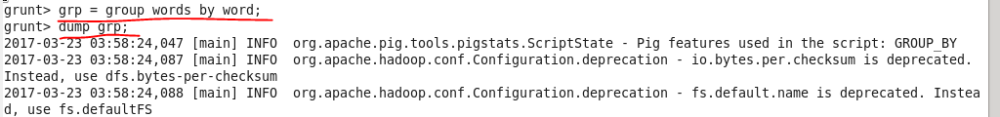 grunt> grp = group words by word;
grunt> dump grp;
2017-03-23 03:58:24,047 [main] INFO  org.apache.pig.tools.pigstats.ScriptState - Pig features used in the script: GROUP_BY
2017-03-23 03:58:24,087 [main] INFO  org.apache.hadoop.conf.Configuration.deprecation - io.bytes.per.checksum is deprecated.
Instead, use dfs.bytes-per-checksum
2017-03-23 03:58:24,088 [main] INFO  org.apache.hadoop.conf.Configuration.deprecation - fs.default.name is deprecated. Instea
d, use fs.defaultFS